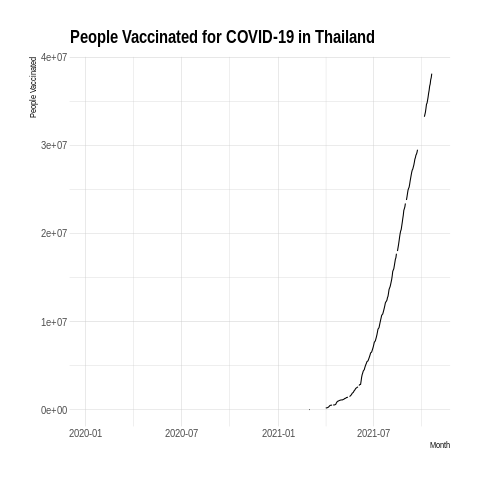 People Vaccinated for COVID-19 in Thailand
People Vaccinated
4e+07
3e+07
2e+07
1e+07
0e+00
2020-01 2020-07 2021-01 2021-07
Month